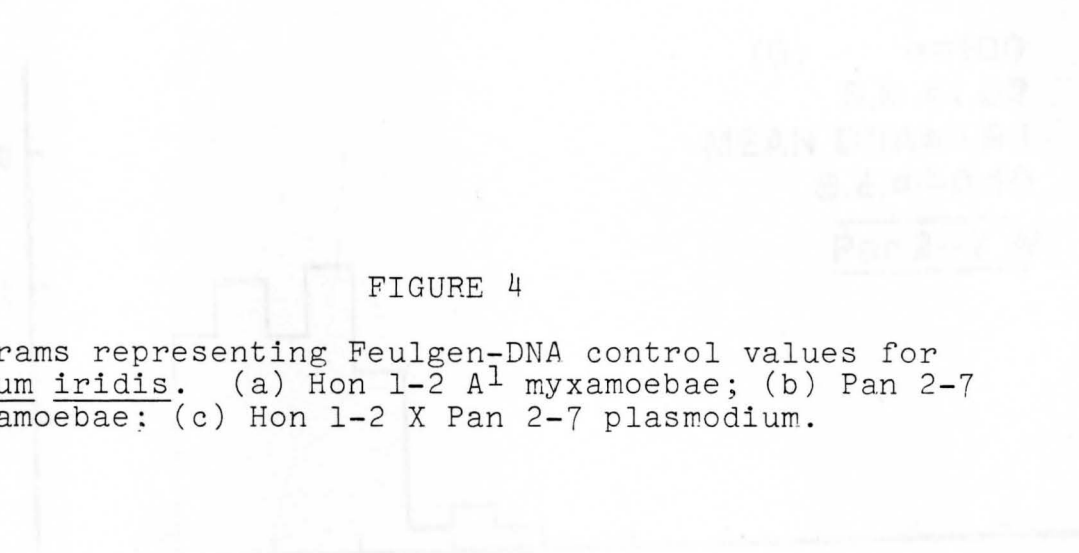 FIGURE 4
rams representing Feulgen-DNA control values for
um iridis. (a) Hon 1-2 A1 myxamoebae; (b) Pan 2-7
amoebae; (c) Hon 1-2 X Pan 2-7 plasmodium.